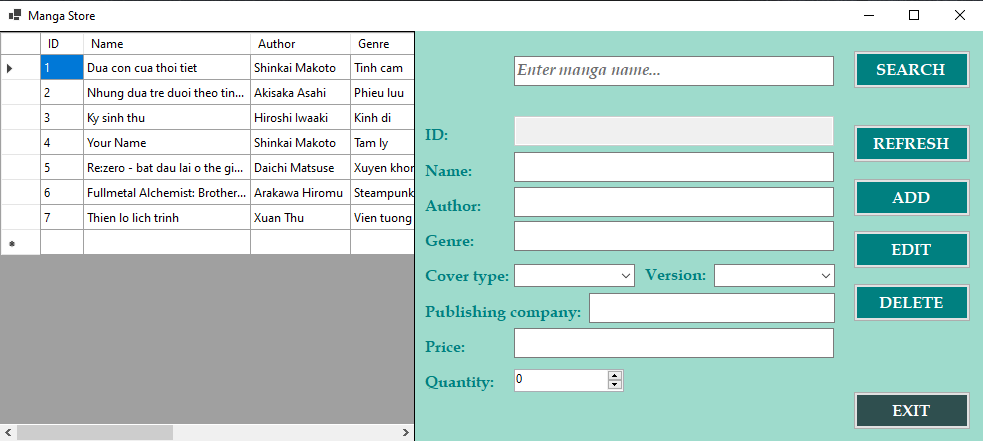 Manga Store
ID Name Author Genre
1 Dua con cua thoi tiet Shinkai Makoto Tinh cam
2 Nhung dua tre duoi theo tin... Akisaka Asahi Phieu luu
3 Ky sinh thu Hiroshi Iwaaki Kinh di
4 Your Name Shinkai Makoto Tam ly
5 Re:zero - bat dau lai o the gi... Daichi Matsuse Xuyen khon
6 Fullmetal Alchemist: Brother... Arakawa Hiromu Steampunk
7 Thien lo lich trinh Xuan Thu Vien tuong
Enter manga name... SEARCH
ID:
REFRESH
Name:
Author: ADD
Genre: EDIT
Cover type: Version:
Publishing company: DELETE
Price:
Quantity: 0
EXIT